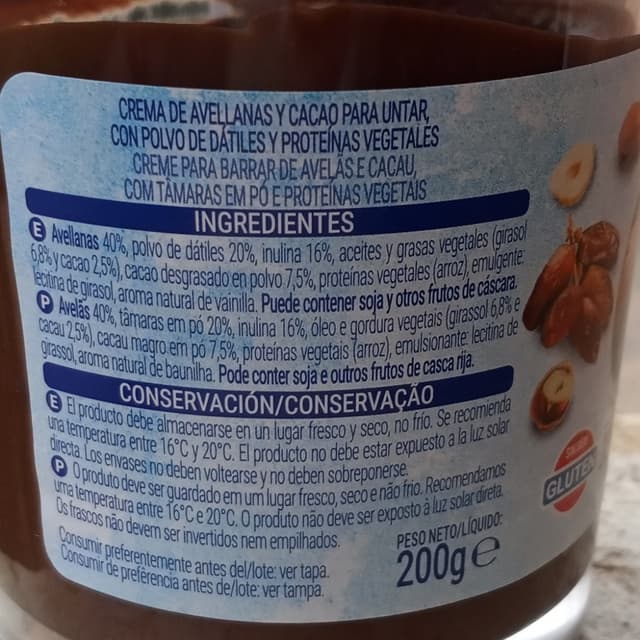 CREMA DE AVELLANAS Y CACAO PARA UNTAR,
CON POLVO DE DÁTILES Y PROTEÍNAS VEGETALES
CREME PARA BARRAR DE AVELÃS E CACAU,
COM TÂMARAS EM PÓ E PROTEÍNAS VEGETAIS
INGREDIENTES
E Avellanas 40%, polvo de dátiles 20%, inulina 16%, aceites y grasas vegetales (girasol
6,8% y cacao 2,5%), cacao desgrasado en polvo 7,5%, proteínas vegetales (arroz), emulgente:
lecitina de girasol, aroma natural de vainilla. Puede contener soja y otros frutos de cáscara.
P Avelãs 40%, tâmaras em pó 20%, inulina 16%, óleo e gordura vegetais (girassol 6,8% e
cacau 2,5%), cacau magro em pó 7,5%, proteínas vegetais (arroz), emulsionante: lecitina de
girassol, aroma natural de baunilha. Pode conter soja e outros frutos de casca rija.
CONSERVACIÓN/CONSERVAÇÃO
E El producto debe almacenarse en un lugar fresco y seco, no frío. Se recomienda
una temperatura entre 16°C y 20°C. El producto no debe estar expuesto a la luz solar
directa. Los envases no deben voltearse y no deben sobreponerse.
P O produto deve ser guardado em um lugar fresco, seco e não frio. Recomendamos
uma temperatura entre 16°C e 20°C. O produto não deve ser exposto à luz solar direta.
Os frascos não devem ser invertidos nem empilhados.
Consumir preferentemente antes del/lote: ver tapa.
Consumir de preferência antes de/lote: ver tampa.
PESO NETO/LÍQUIDO:
200g e
GLUTEN